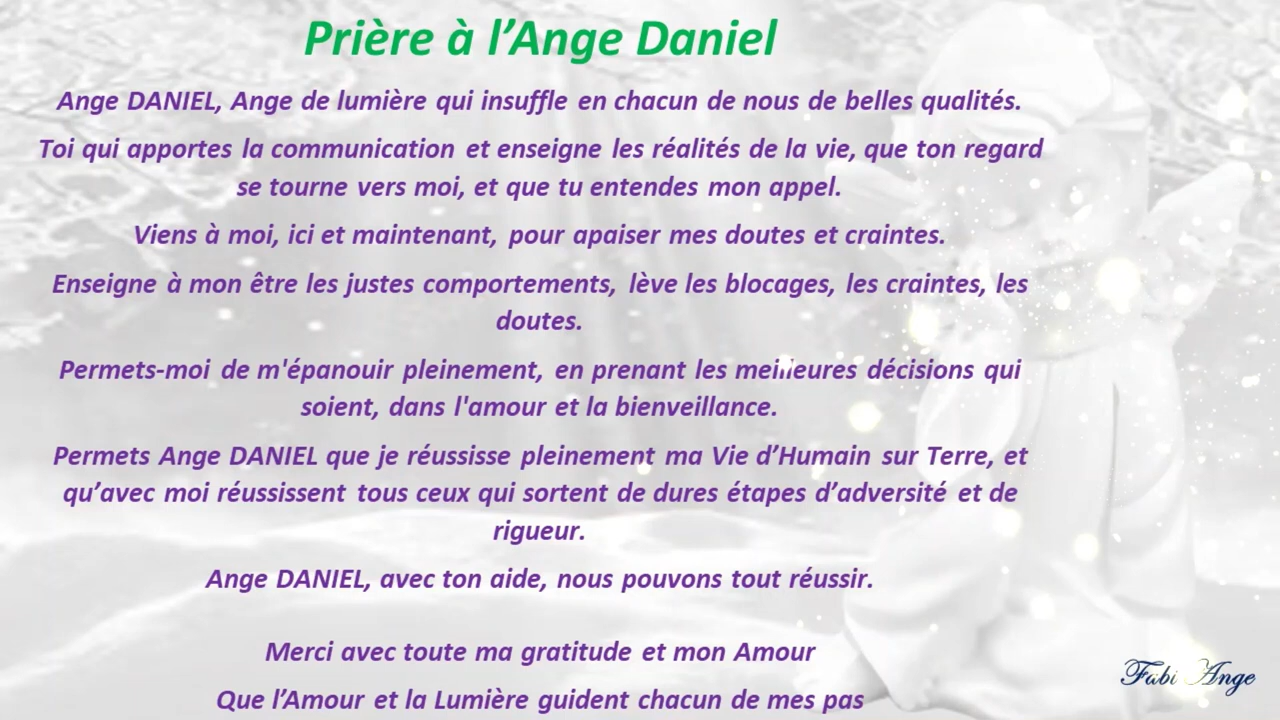 Prière à l’Ange Daniel
Ange DANIEL, Ange de lumière qui insuffle en chacun de nous de belles qualités.
Toi qui apportes la communication et enseigne les réalités de la vie, que ton regard
se tourne vers moi, et que tu entendes mon appel.
Viens à moi, ici et maintenant, pour apaiser mes doutes et craintes.
Enseigne à mon être les justes comportements, lève les blocages, les craintes, les
doutes.
Permets-moi de m'épanouir pleinement, en prenant les meilleures décisions qui
soient, dans l'amour et la bienveillance.
Permets Ange DANIEL que je réussisse pleinement ma Vie d’Humain sur Terre, et
qu’avec moi réussissent tous ceux qui sortent de dures étapes d’adversité et de
rigueur.
Ange DANIEL, avec ton aide, nous pouvons tout réussir.
Merci avec toute ma gratitude et mon Amour
Que l’Amour et la Lumière guident chacun de mes pas
Fabi Ange